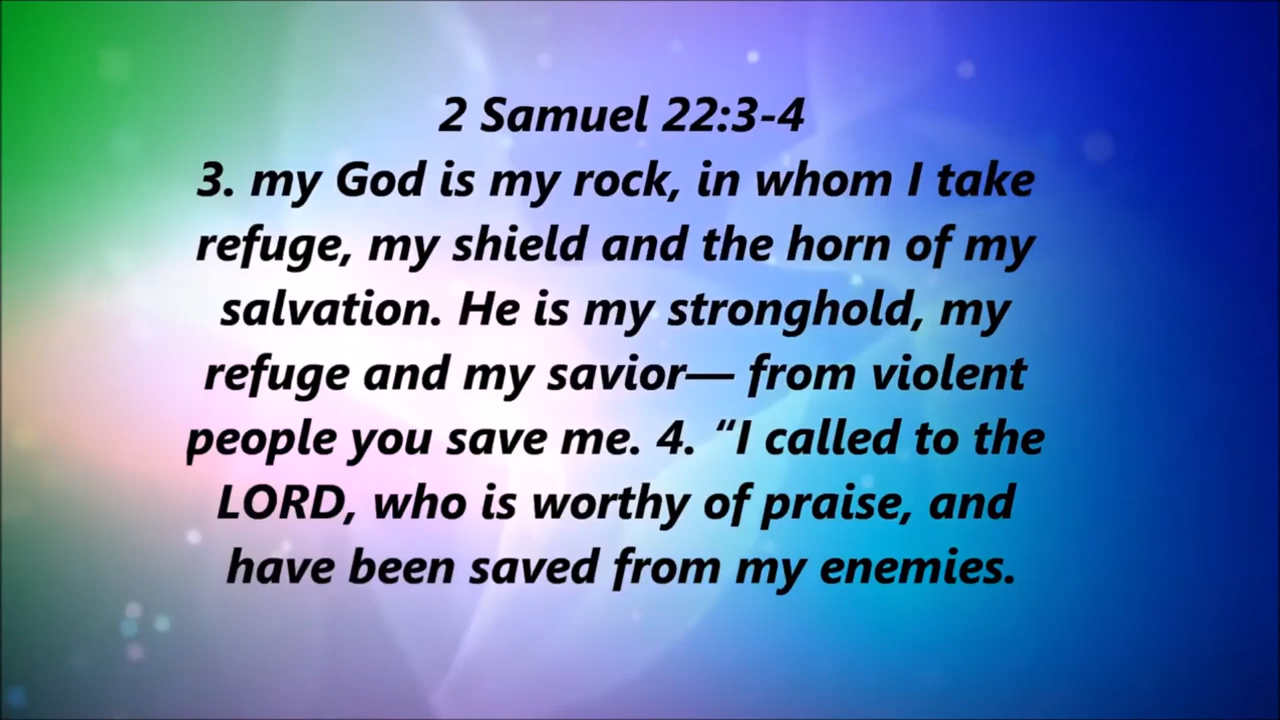 2 Samuel 22:3-4
3. my God is my rock, in whom I take
refuge, my shield and the horn of my
salvation. He is my stronghold, my
refuge and my savior— from violent
people you save me. 4. “I called to the
LORD, who is worthy of praise, and
have been saved from my enemies.